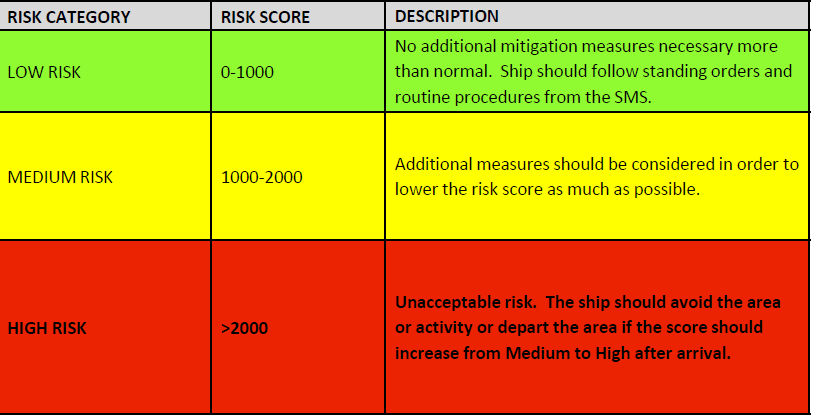 RISK CATEGORY RISK SCORE DESCRIPTION
LOW RISK 0-1000 No additional mitigation measures necessary more
than normal. Ship should follow standing orders and
routine procedures from the SMS.
MEDIUM RISK 1000-2000 Additional measures should be considered in order to
lower the risk score as much as possible.
HIGH RISK >2000 Unacceptable risk. The ship should avoid the area
or activity or depart the area if the score should
increase from Medium to High after arrival.